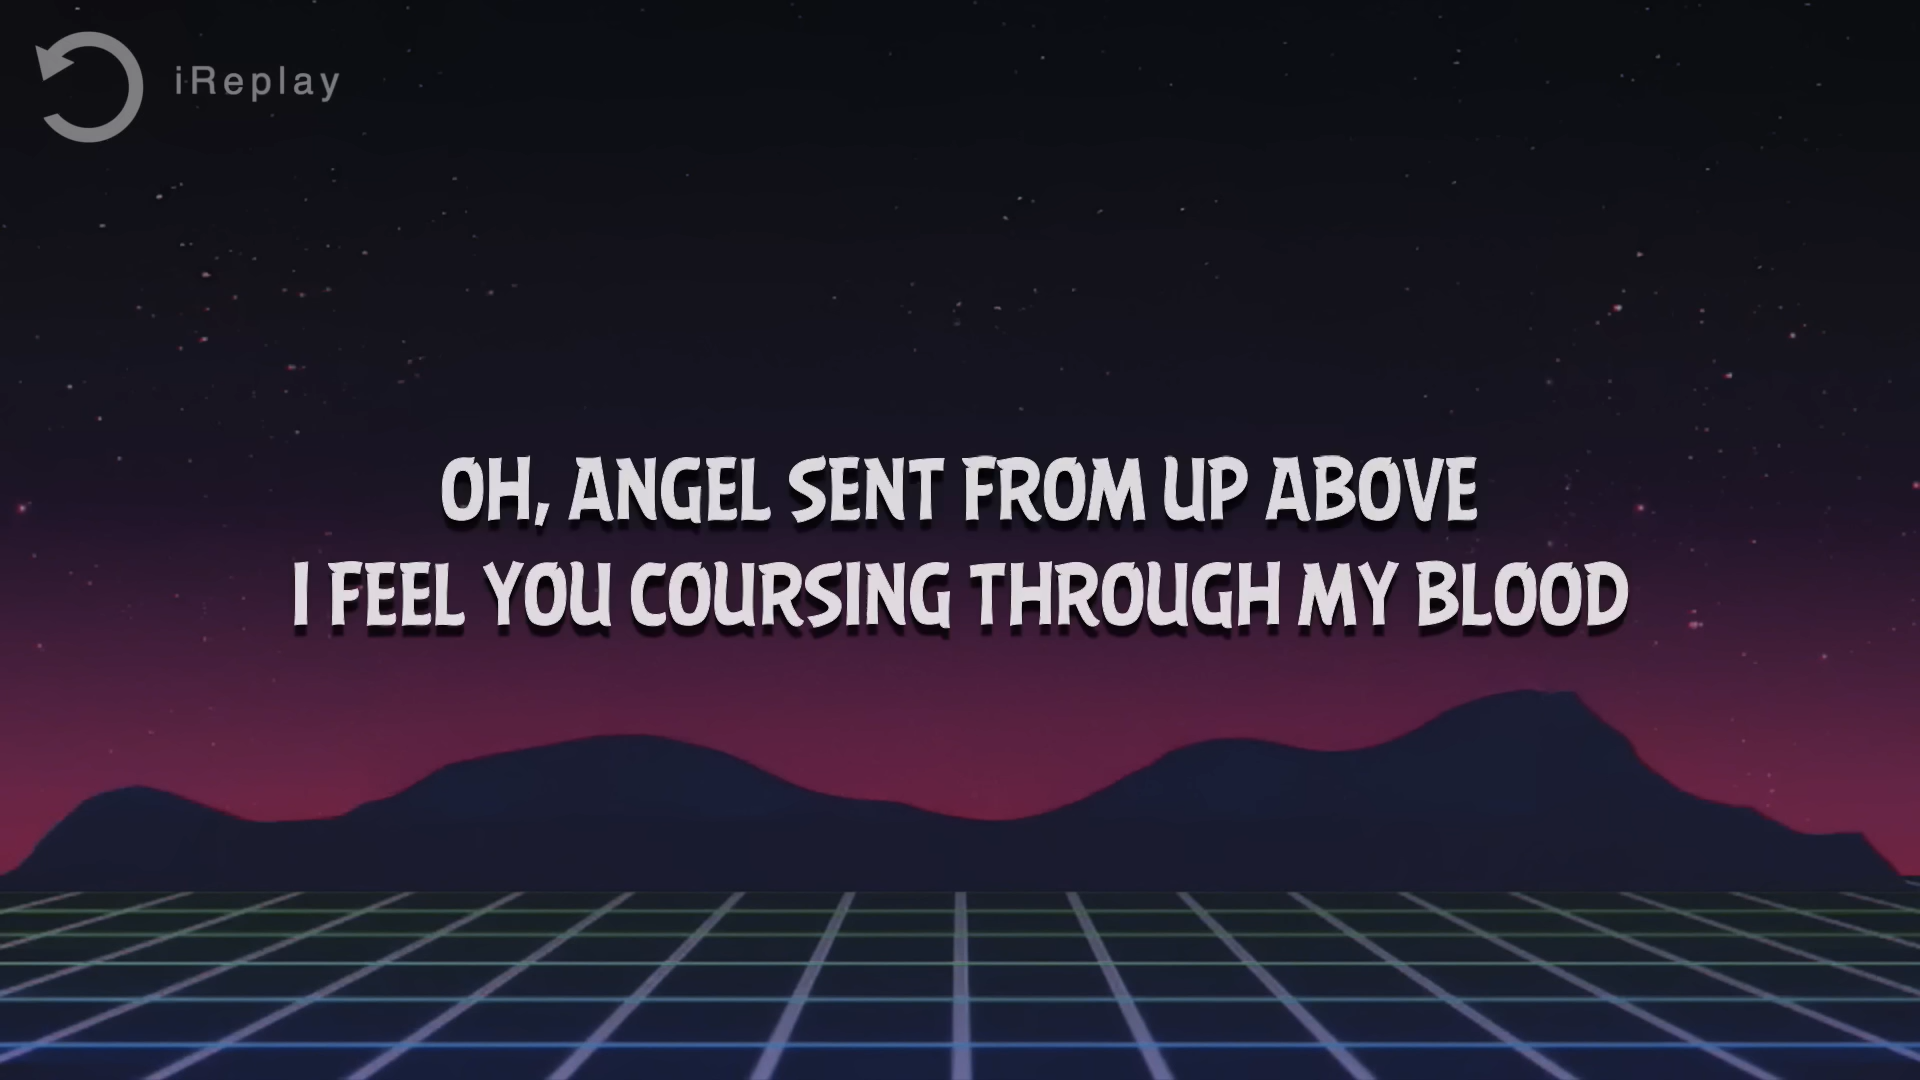 iReplay
OH, ANGEL SENT FROM UP ABOVE
I FEEL YOU COURSING THROUGH MY BLOOD